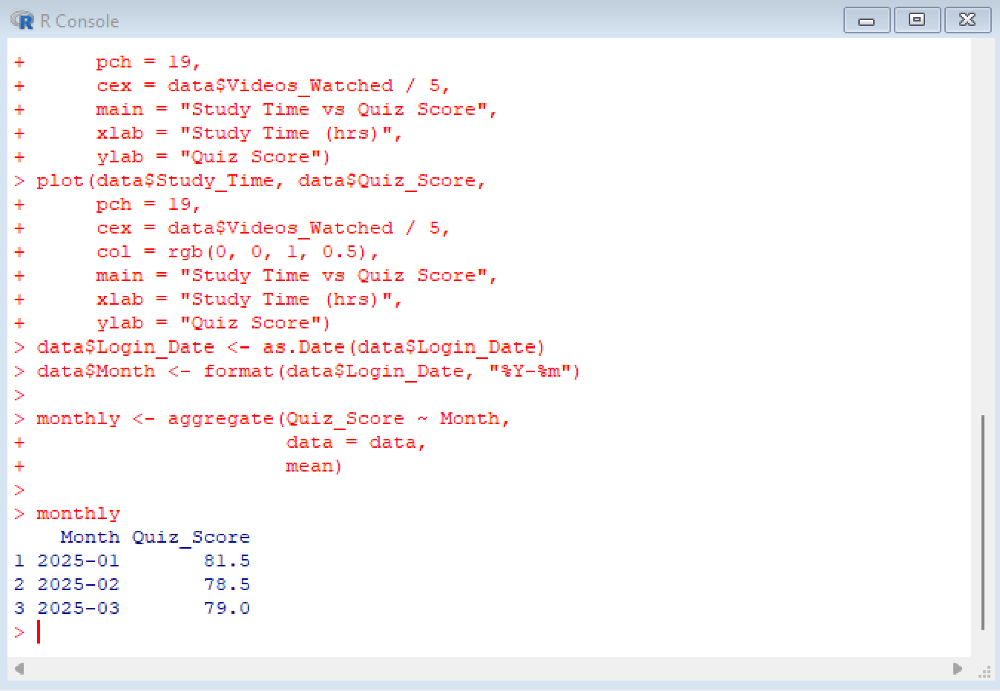 R Console
+      pch = 19,
+      cex = data$Videos_Watched / 5,
+      main = "Study Time vs Quiz Score",
+      xlab = "Study Time (hrs)",
+      ylab = "Quiz Score")
> plot(data$Study_Time, data$Quiz_Score,
+      pch = 19,
+      cex = data$Videos_Watched / 5,
+      col = rgb(0, 0, 1, 0.5),
+      main = "Study Time vs Quiz Score",
+      xlab = "Study Time (hrs)",
+      ylab = "Quiz Score")
> data$Login_Date <- as.Date(data$Login_Date)
> data$Month <- format(data$Login_Date, "%Y-%m")
>
> monthly <- aggregate(Quiz_Score ~ Month,
+                      data = data,
+                      mean)
>
> monthly
    Month Quiz_Score
1 2025-01       81.5
2 2025-02       78.5
3 2025-03       79.0
>